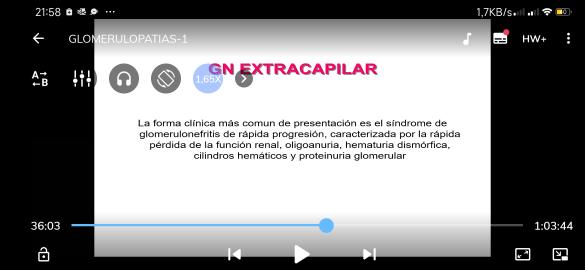 21:58
1,7KB/s
GLOMERULOPATIAS-1
HW+
A B
1,65X
GN EXTRACAPILAR
La forma clínica más comun de presentación es el síndrome de
glomerulonefritis de rápida progresión, caracterizada por la rápida
pérdida de la función renal, oligoanuria, hematuria dismórfica,
cilindros hemáticos y proteinuria glomerular
36:03
1:03:44